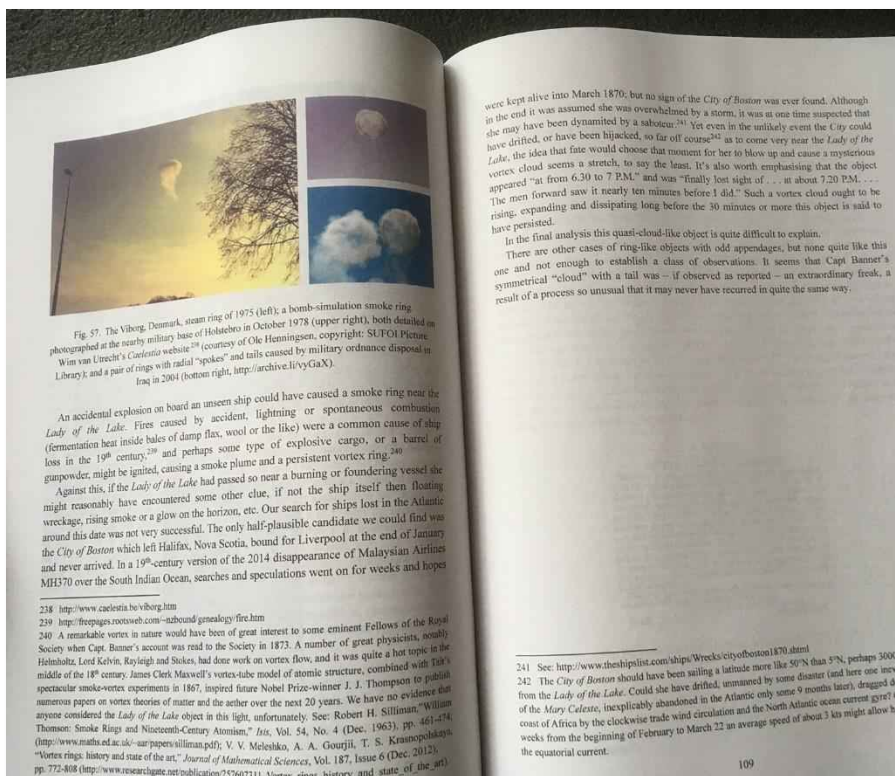 Fig. 57. The Viborg, Denmark, steam ring of 1975 (left); a bomb-simulation smoke ring
photographed at the nearby military base of Holstebro in October 1978 (upper right), both detailed on
Wim van Utrecht's Caelestia website²³⁸ (courtesy of Ole Henningsen, copyright: SUFOI Picture
Library); and a pair of rings with radial "spokes" and tails caused by military ordnance disposal in
Iraq in 2004 (bottom right, http://archive.li/vyGaX).
An accidental explosion on board an unseen ship could have caused a smoke ring near the
Lady of the Lake. Fires caused by accident, lightning or spontaneous combustion
(fermentation heat inside bales of damp flax, wool or the like) were a common cause of ship
loss in the 19th century,²³⁹ and perhaps some type of explosive cargo, or a barrel of
gunpowder, might be ignited, causing a smoke plume and a persistent vortex ring.²⁴⁰
Against this, if the Lady of the Lake had passed so near a burning or foundering vessel she
might reasonably have encountered some other clue, if not the ship itself then floating
wreckage, rising smoke or a glow on the horizon, etc. Our search for ships lost in the Atlantic
around this date was not very successful. The only half-plausible candidate we could find was
the City of Boston which left Halifax, Nova Scotia, bound for Liverpool at the end of January
and never arrived. In a 19th-century version of the 2014 disappearance of Malaysian Airlines
MH370 over the South Indian Ocean, searches and speculations went on for weeks and hopes
238 http://www.caelestia.be/viborg.htm
239 http://freepages.rootsweb.com/~nzbound/genealogy/fire.htm
240 A remarkable vortex in nature would have been of great interest to some eminent Fellows of the Royal
Society when Capt. Banner's account was read to the Society in 1873. A number of great physicists, notably
Helmholtz, Lord Kelvin, Rayleigh and Stokes, had done work on vortex flow, and it was quite a hot topic in the
middle of the 18th century. James Clerk Maxwell's vortex-tube model of atomic structure, combined with Tait's
spectacular smoke-vortex experiments in 1867, inspired future Nobel Prize-winner J. J. Thompson to publish
numerous papers on vortex theories of matter and the aether over the next 20 years. We have no evidence that
anyone considered the Lady of the Lake object in this light, unfortunately. See: Robert H. Silliman, "William
Thomson: Smoke Rings and Nineteenth-Century Atomism," Isis, Vol. 54, No. 4 (Dec. 1963), pp. 461-474;
(http://www.maths.ed.ac.uk/~aar/papers/silliman.pdf); V. V. Meleshko, A. A. Gourjii, T. S. Krasnopolskaya,
"Vortex rings: history and state of the art," Journal of Mathematical Sciences, Vol. 187, Issue 6 (Dec. 2012),
pp. 772-808 (http://www.researchgate.net/publication/257607211_Vortex_rings_history_and_state_of_the_art).
were kept alive into March 1870; but no sign of the City of Boston was ever found. Although
in the end it was assumed she was overwhelmed by a storm, it was at one time suspected that
she may have been dynamited by a saboteur.²⁴¹ Yet even in the unlikely event the City could
have drifted, or have been hijacked, so far off course²⁴² as to come very near the Lady of the
Lake, the idea that fate would choose that moment for her to blow up and cause a mysterious
vortex cloud seems a stretch, to say the least. It's also worth emphasising that the object
appeared "at from 6.30 to 7 P.M." and was "finally lost sight of . . . at about 7.20 P.M. . . .
The men forward saw it nearly ten minutes before I did." Such a vortex cloud ought to be
rising, expanding and dissipating long before the 30 minutes or more this object is said to
have persisted.
In the final analysis this quasi-cloud-like object is quite difficult to explain.
There are other cases of ring-like objects with odd appendages, but none quite like this
one and not enough to establish a class of observations. It seems that Capt Banner's
symmetrical "cloud" with a tail was – if observed as reported – an extraordinary freak, a
result of a process so unusual that it may never have recurred in quite the same way.
241 See: http://www.theshipslist.com/ships/Wrecks/cityofboston1870.shtml
242 The City of Boston should have been sailing a latitude more like 50°N than 5°N, perhaps 3000
from the Lady of the Lake. Could she have drifted, unmanned by some disaster (and here one
of the Mary Celeste, inexplicably abandoned in the Atlantic only some 9 months later), dragged
coast of Africa by the clockwise trade wind circulation and the North Atlantic ocean current gyre?
weeks from the beginning of February to March 22 an average speed of about 3 kts might allow
the equatorial current.
109